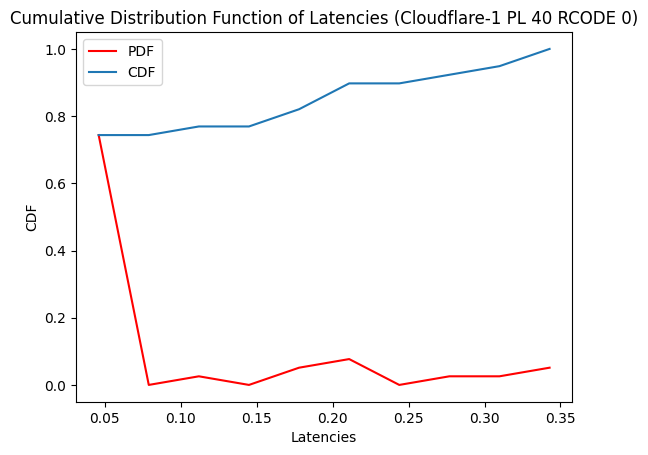 Cumulative Distribution Function of Latencies (Cloudflare-1 PL 40 RCODE 0)
PDF
CDF
1.0
0.8
0.6
0.4
0.2
0.0
CDF
0.05 0.10 0.15 0.20 0.25 0.30 0.35
Latencies